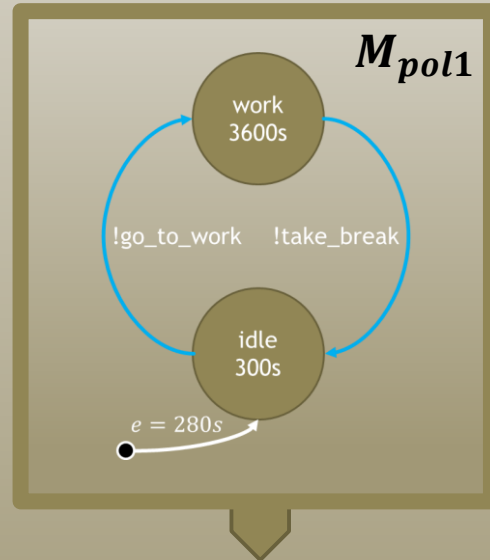 M_pol1
work
3600s
!go_to_work
!take_break
idle
300s
e = 280s